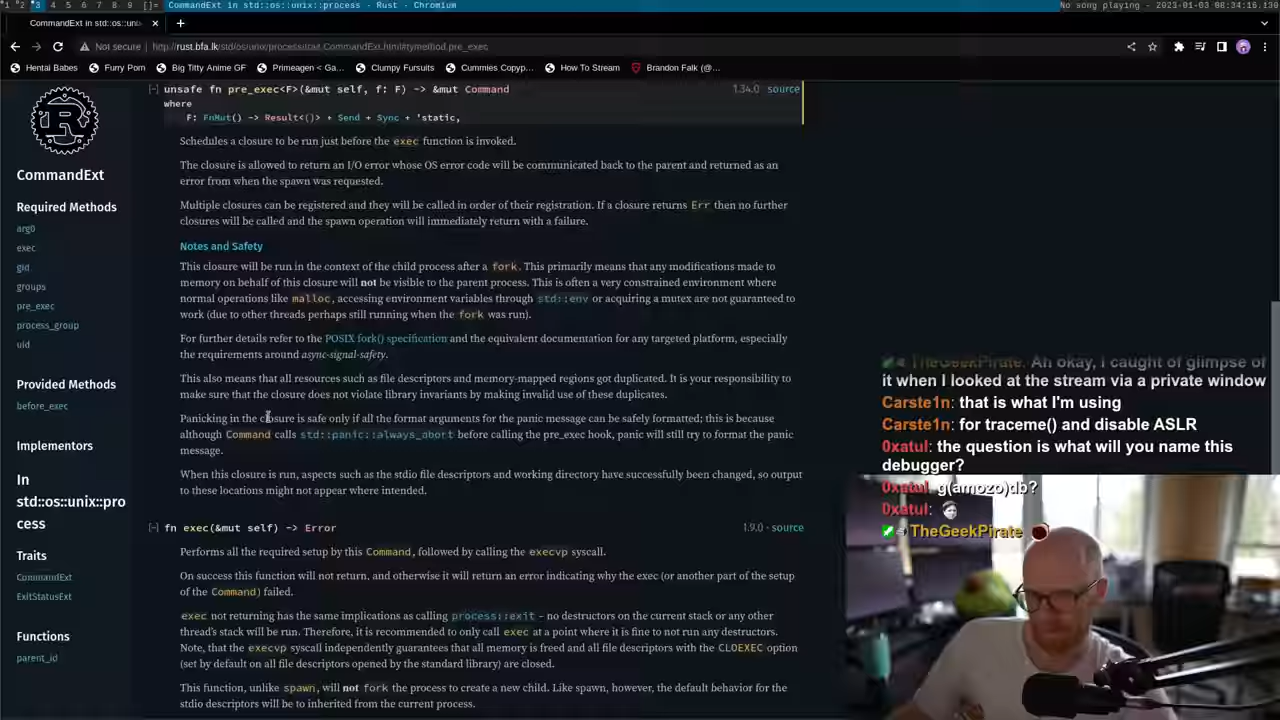 1 2 3 4 5 6 7 8 9 []= CommandExt in std::os::unix::process - Rust - Chromium
No song playing - 2023-01-03 08:34:16.130
CommandExt in std::os::unix
Not secure | http://rust.bfa.lk/std/os/unix/process/trait.CommandExt.html#tymethod.pre_exec
Hental Babes
Furry Porn
Big Titty Anime GF
Primeagen < Ga…
Clumpy Fursuits
Cummies Copyp…
How To Stream
Brandon Falk (@…
CommandExt
Required Methods
arg0
exec
gid
groups
pre_exec
process_group
uid
Provided Methods
before_exec
Implementors
In
std::os::unix::pro
cess
Traits
CommandExt
ExitStatusExt
Functions
parent_id
[-] unsafe fn pre_exec<F>(&mut self, f: F) -> &mut Command
1.34.0 source
where
F: FnMut() -> Result<()> + Send + Sync + 'static,
Schedules a closure to be run just before the exec function is invoked.
The closure is allowed to return an I/O error whose OS error code will be communicated back to the parent and returned as an
error from when the spawn was requested.
Multiple closures can be registered and they will be called in order of their registration. If a closure returns Err then no further
closures will be called and the spawn operation will immediately return with a failure.
Notes and Safety
This closure will be run in the context of the child process after a fork. This primarily means that any modifications made to
memory on behalf of this closure will not be visible to the parent process. This is often a very constrained environment where
normal operations like malloc, accessing environment variables through std::env or acquiring a mutex are not guaranteed to
work (due to other threads perhaps still running when the fork was run).
For further details refer to the POSIX fork() specification and the equivalent documentation for any targeted platform, especially
the requirements around async-signal-safety.
This also means that all resources such as file descriptors and memory-mapped regions got duplicated. It is your responsibility to
make sure that the closure does not violate library invariants by making invalid use of these duplicates.
Panicking in the closure is safe only if all the format arguments for the panic message can be safely formatted; this is because
although Command calls std::panic::always_abort before calling the pre_exec hook, panic will still try to format the panic
message.
When this closure is run, aspects such as the stdio file descriptors and working directory have successfully been changed, so output
to these locations might not appear where intended.
[-] fn exec(&mut self) -> Error
1.9.0 · source
Performs all the required setup by this Command, followed by calling the execvp syscall.
On success this function will not return, and otherwise it will return an error indicating why the exec (or another part of the setup
of the Command) failed.
exec not returning has the same implications as calling process::exit – no destructors on the current stack or any other
thread's stack will be run. Therefore, it is recommended to only call exec at a point where it is fine to not run any destructors.
Note, that the execvp syscall independently guarantees that all memory is freed and all file descriptors with the CLOEXEC option
(set by default on all file descriptors opened by the standard library) are closed.
This function, unlike spawn, will not fork the process to create a new child. Like spawn, however, the default behavior for the
stdio descriptors will be to inherited from the current process.
TheGeekPirate: Ah okay, I caught of glimpse of
it when I looked at the stream via a private window
Carste1n: that is what I'm using
Carste1n: for traceme() and disable ASLR
0xatul: the question is what will you name this
debugger?
0xatul: g(amozo)db?
0xatul:
TheGeekPirate